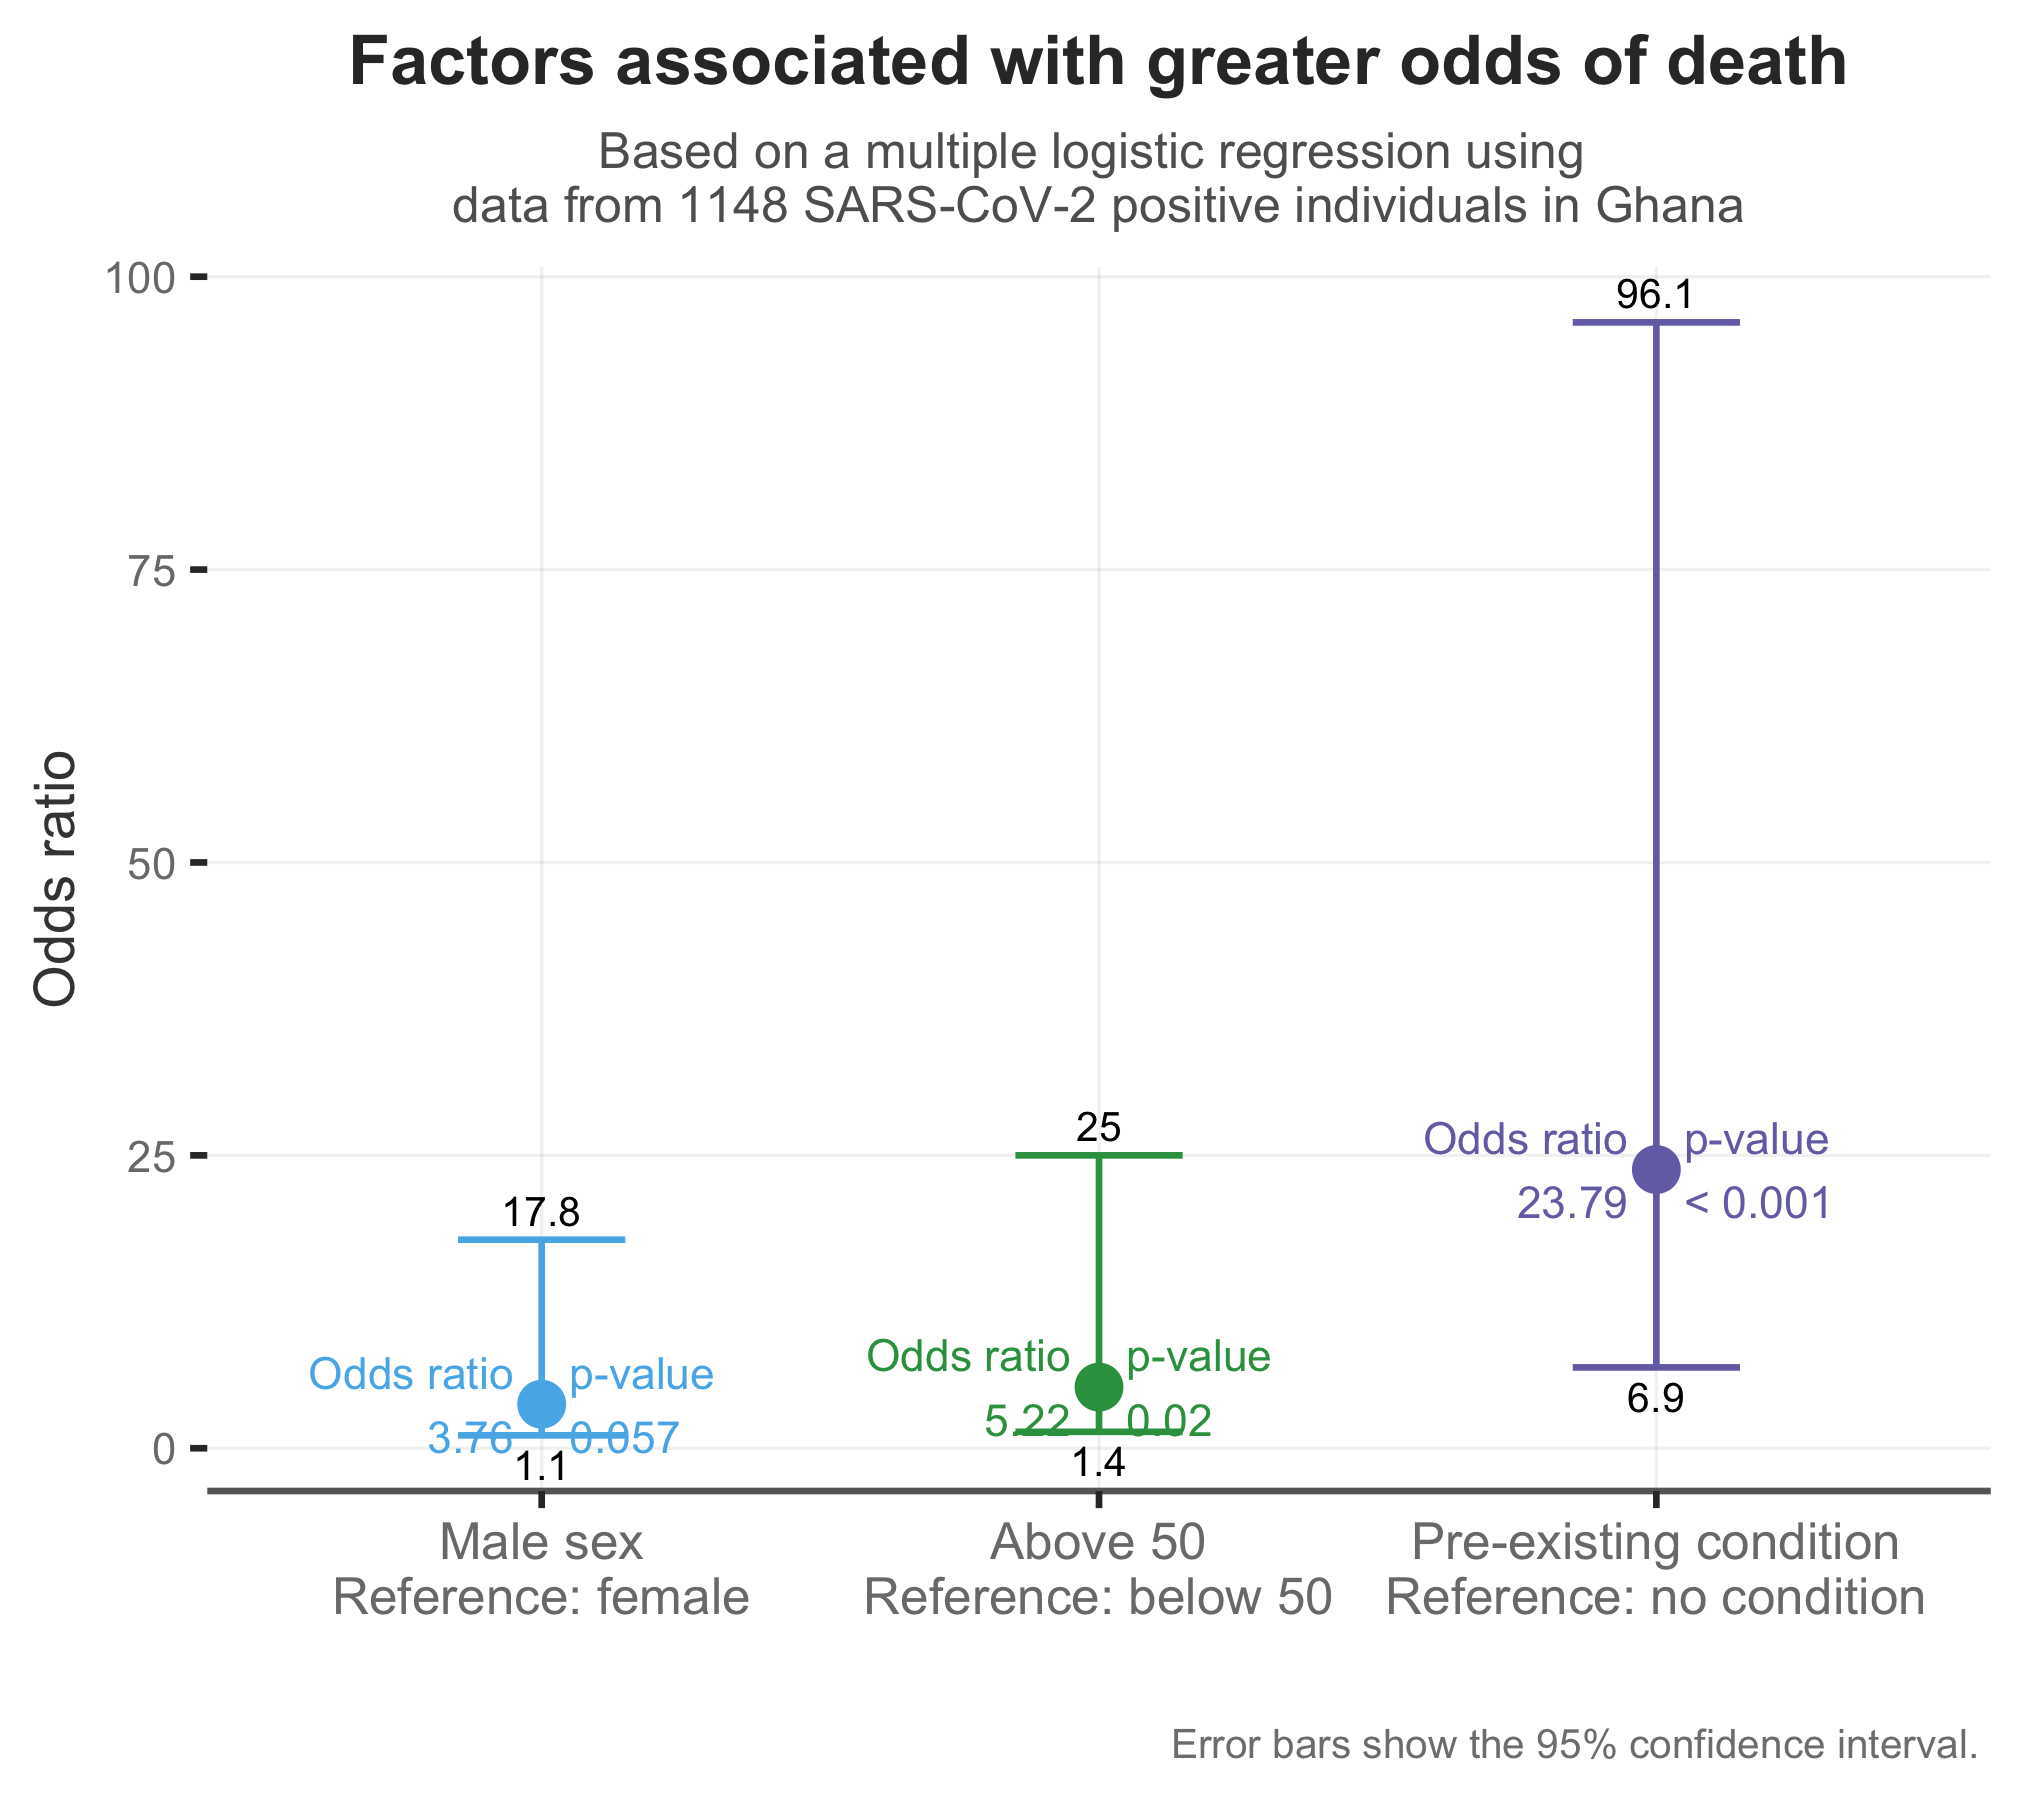 Factors associated with greater odds of death
Based on a multiple logistic regression using
data from 1148 SARS-CoV-2 positive individuals in Ghana
Odds ratio
100
75
50
25
0
17.8
Odds ratio p-value
3.76 0.057
1.1
25
Odds ratio p-value
5.22 0.02
1.4
96.1
Odds ratio p-value
23.79 < 0.001
6.9
Male sex
Reference: female
Above 50
Reference: below 50
Pre-existing condition
Reference: no condition
Error bars show the 95% confidence interval.